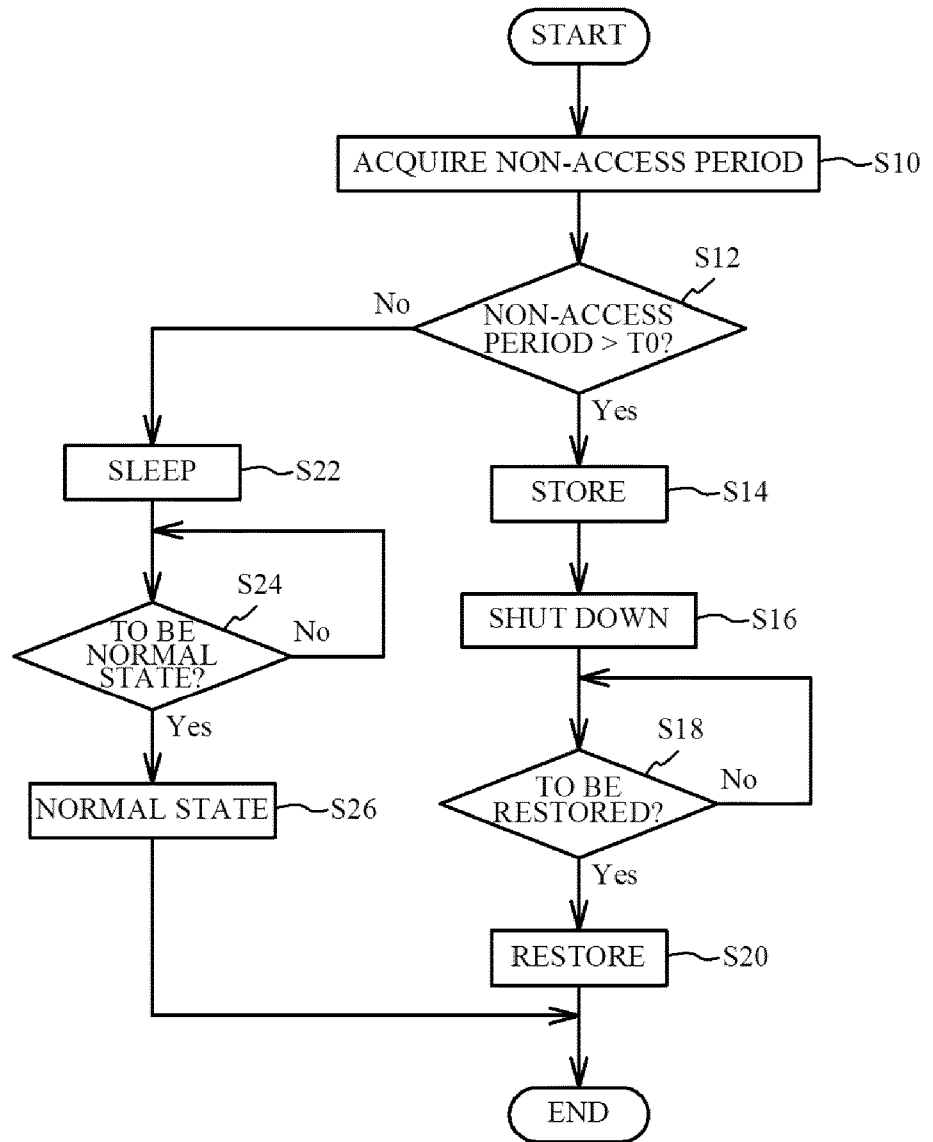 START
ACQUIRE NON-ACCESS PERIOD
S10
S12
No
NON-ACCESS
PERIOD > T0?
Yes
SLEEP
S22
STORE
S14
S24
TO BE
NORMAL
STATE?
No
SHUT DOWN
S16
Yes
S18
TO BE
RESTORED?
No
NORMAL STATE
S26
Yes
RESTORE
S20
END